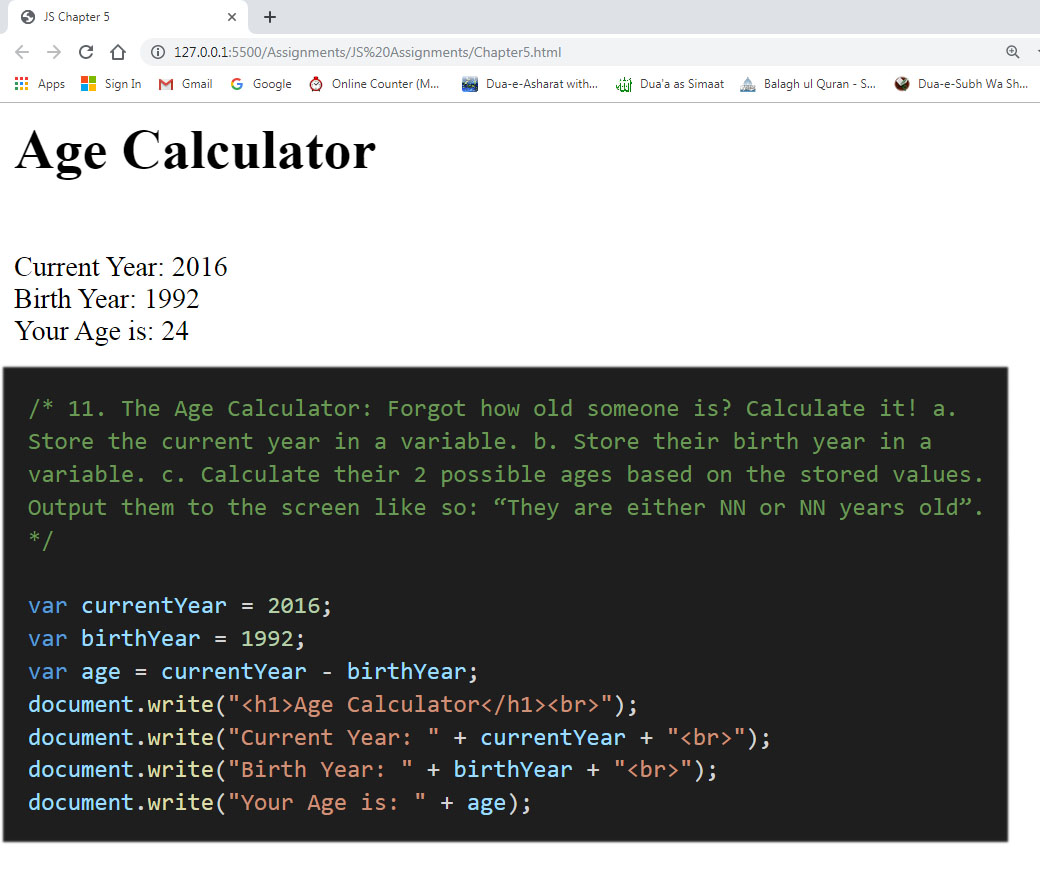 JS Chapter 5
127.0.0.1:5500/Assignments/JS%20Assignments/Chapter5.html
Apps Sign In Gmail Google Online Counter (M... Dua-e-Asharat with... Dua'a as Simaat Balagh ul Quran - S... Dua-e-Subh Wa Sh...
Age Calculator
Current Year: 2016
Birth Year: 1992
Your Age is: 24
/* 11. The Age Calculator: Forgot how old someone is? Calculate it! a.
Store the current year in a variable. b. Store their birth year in a
variable. c. Calculate their 2 possible ages based on the stored values.
Output them to the screen like so: “They are either NN or NN years old”.
*/
var currentYear = 2016;
var birthYear = 1992;
var age = currentYear - birthYear;
document.write("<h1>Age Calculator</h1><br>");
document.write("Current Year: " + currentYear + "<br>");
document.write("Birth Year: " + birthYear + "<br>");
document.write("Your Age is: " + age);